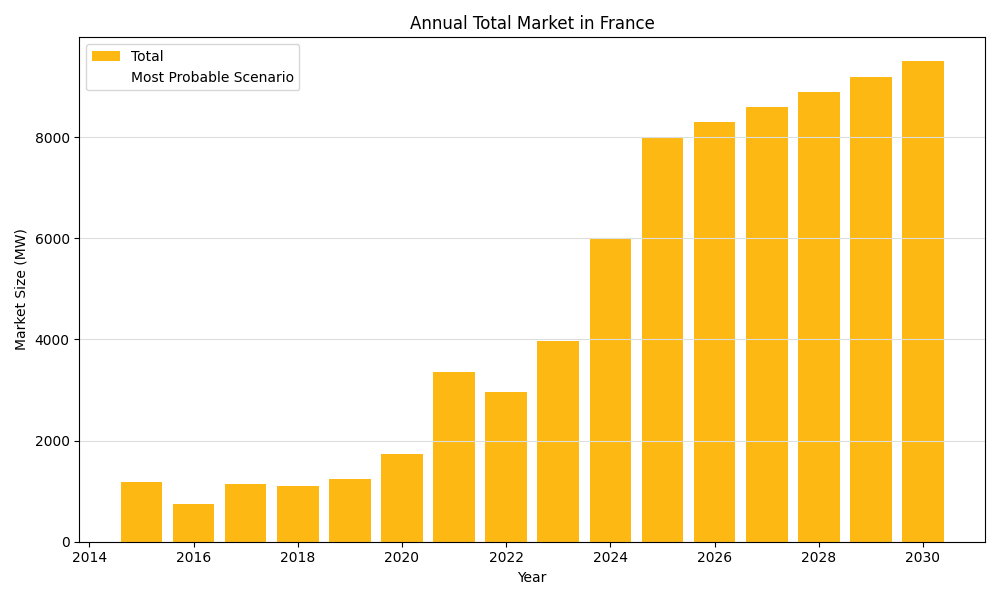 Annual Total Market in France
Total
Most Probable Scenario
Market Size (MW)
8000
6000
4000
2000
0
2014 2016 2018 2020 2022 2024 2026 2028 2030
Year